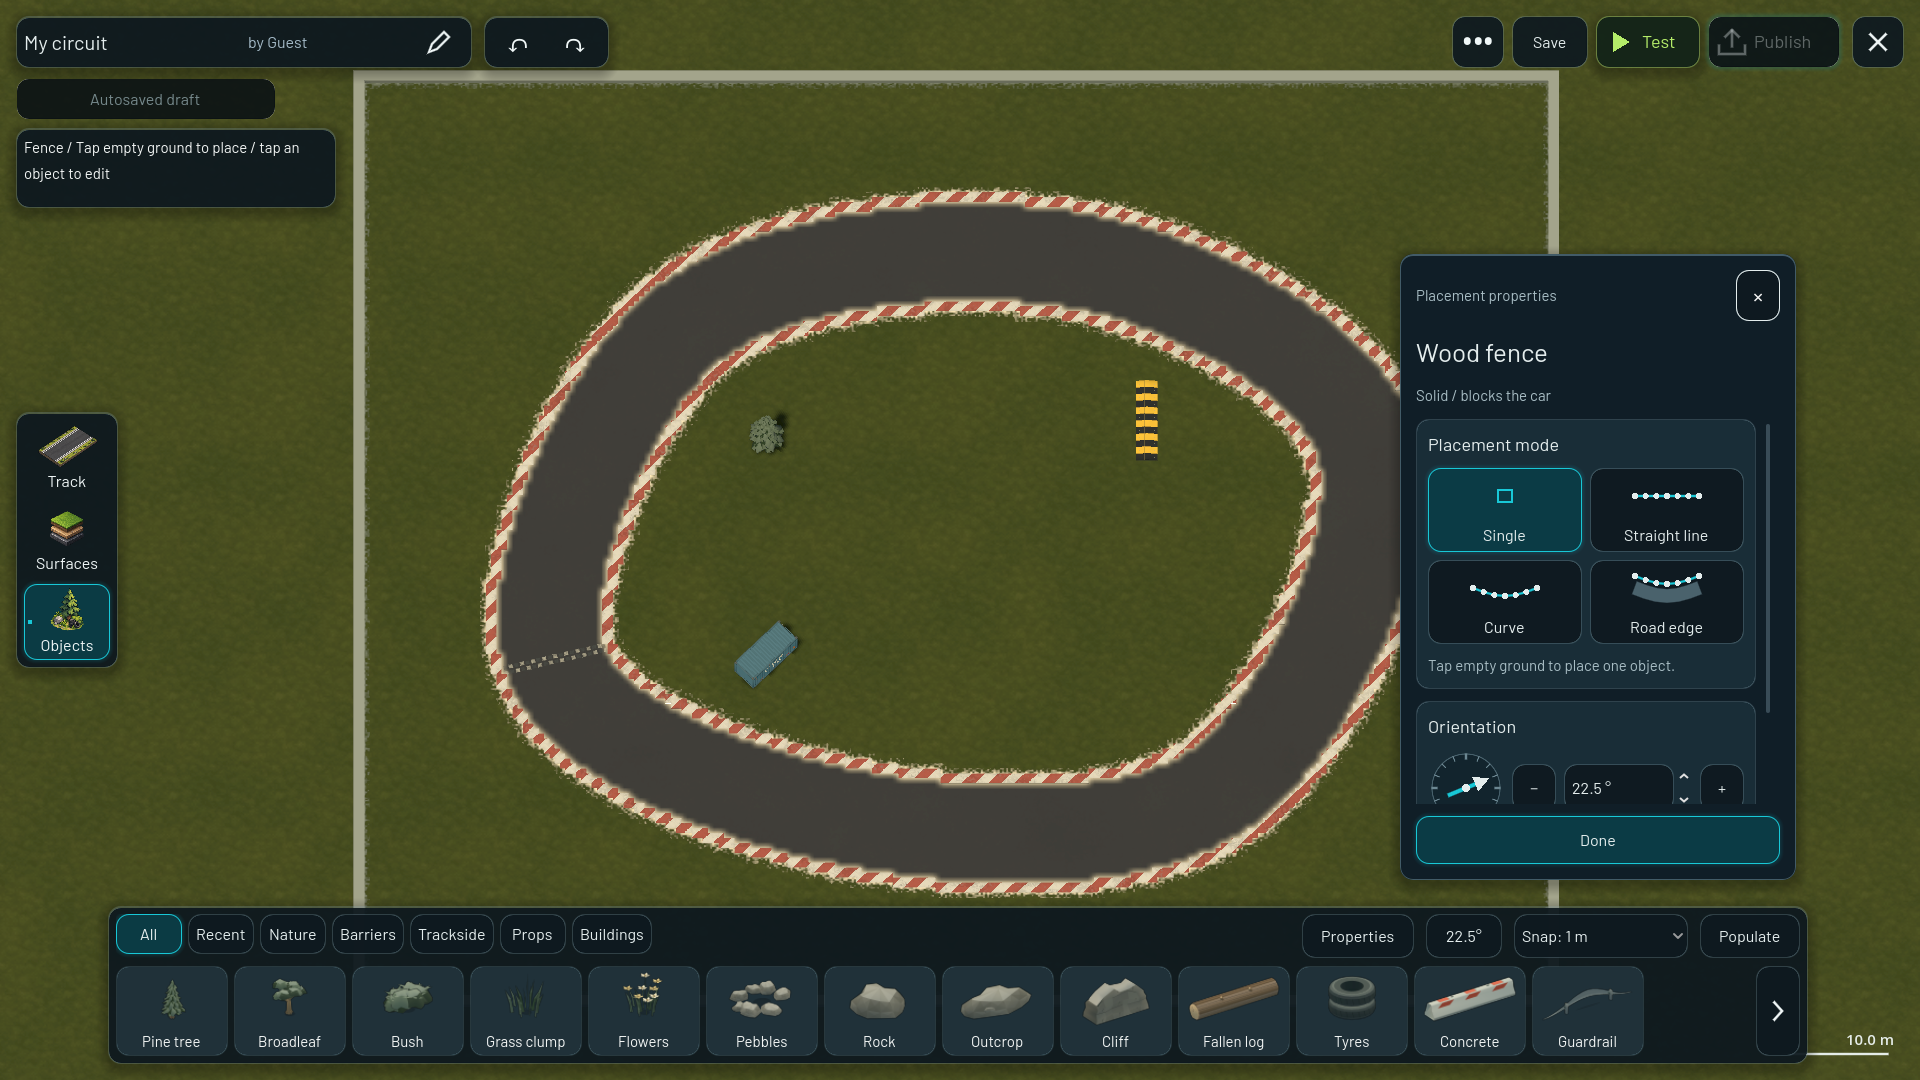 My circuit
by Guest
Save
Test
Publish
Autosaved draft
Fence / Tap empty ground to place / tap an
object to edit
Track
Surfaces
Objects
Placement properties
Wood fence
Solid / blocks the car
Placement mode
Single
Straight line
Curve
Road edge
Tap empty ground to place one object.
Orientation
−
22.5 °
+
Done
All
Recent
Nature
Barriers
Trackside
Props
Buildings
Properties
22.5°
Snap: 1 m
Populate
Pine tree
Broadleaf
Bush
Grass clump
Flowers
Pebbles
Rock
Outcrop
Cliff
Fallen log
Tyres
Concrete
Guardrail
10.0 m